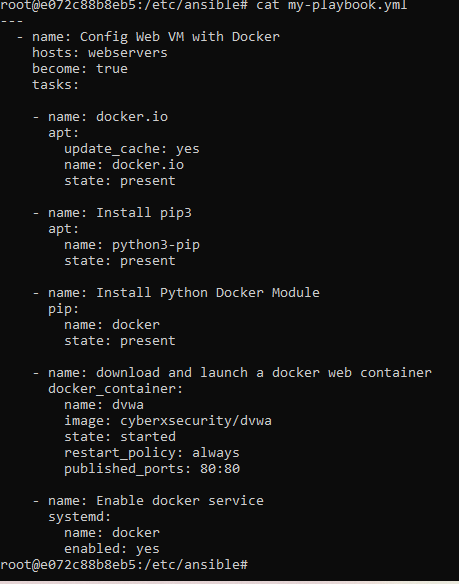 root@e072c88b8eb5:/etc/ansible# cat my-playbook.yml
---
  - name: Config Web VM with Docker
    hosts: webservers
    become: true
    tasks:

    - name: docker.io
      apt:
        update_cache: yes
        name: docker.io
        state: present

    - name: Install pip3
      apt:
        name: python3-pip
        state: present

    - name: Install Python Docker Module
      pip:
        name: docker
        state: present

    - name: download and launch a docker web container
      docker_container:
        name: dvwa
        image: cyberxsecurity/dvwa
        state: started
        restart_policy: always
        published_ports: 80:80

    - name: Enable docker service
      systemd:
        name: docker
        enabled: yes
root@e072c88b8eb5:/etc/ansible#